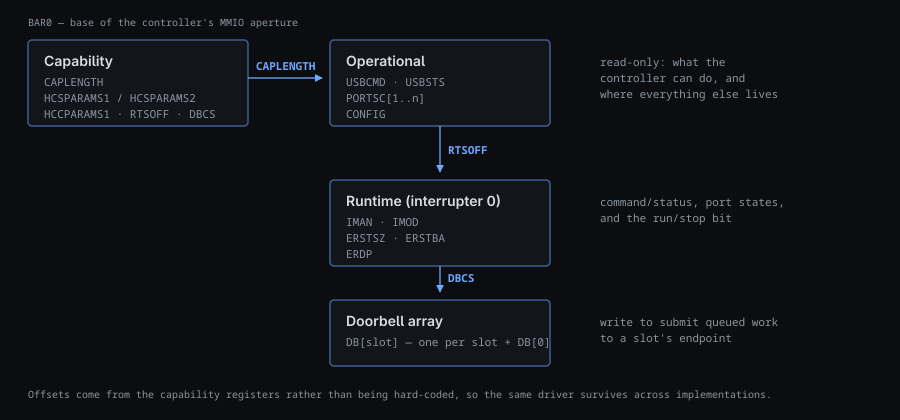 BAR0 — base of the controller's MMIO aperture
Capability
CAPLENGTH
HCSPARAMS1 / HCSPARAMS2
HCCPARAMS1 · RTSOFF · DBCS
CAPLENGTH
Operational
USBCMD · USBSTS
PORTSC[1..n]
CONFIG
read-only: what the
controller can do, and
where everything else lives
RTSOFF
Runtime (interrupter 0)
IMAN · IMOD
ERSTSZ · ERSTBA
ERDP
command/status, port states,
and the run/stop bit
DBCS
Doorbell array
DB[slot] — one per slot + DB[0]
write to submit queued work
to a slot's endpoint
Offsets come from the capability registers rather than being hard-coded, so the same driver survives across implementations.